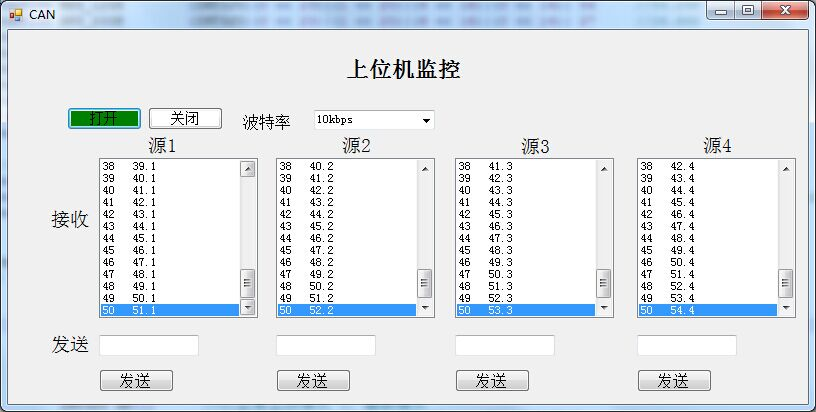 CAN
上位机监控
打开 关闭 波特率 10kbps
源1 源2 源3 源4
38 39.1 38 40.2 38 41.3 38 42.4
39 40.1 39 41.2 39 42.3 39 43.4
40 41.1 40 42.2 40 43.3 40 44.4
41 42.1 41 43.2 41 44.3 41 45.4
42 43.1 42 44.2 42 45.3 42 46.4
43 44.1 43 45.2 43 46.3 43 47.4
44 45.1 44 46.2 44 47.3 44 48.4
45 46.1 45 47.2 45 48.3 45 49.4
46 47.1 46 48.2 46 49.3 46 50.4
47 48.1 47 49.2 47 50.3 47 51.4
48 49.1 48 50.2 48 51.3 48 52.4
49 50.1 49 51.2 49 52.3 49 53.4
50 51.1 50 52.2 50 53.3 50 54.4
接收
发送
发送 发送 发送 发送